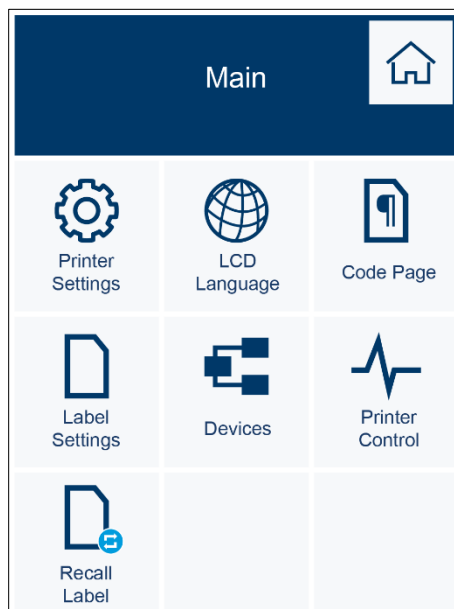 Main
Printer
Settings
LCD
Language
¶
Code Page
Label
Settings
Devices
Printer
Control
Recall
Label